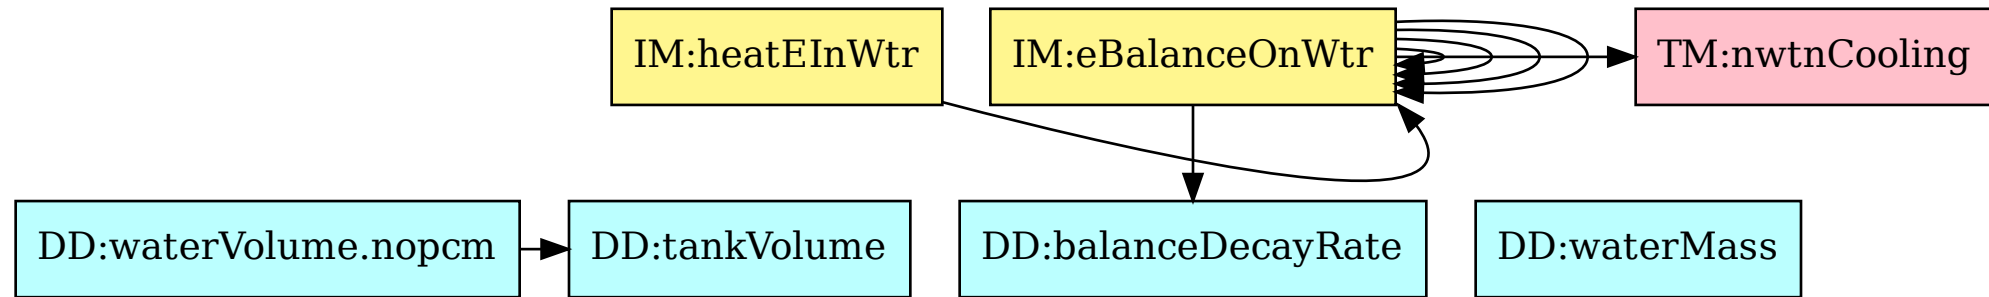 IM:heatEInWtr
IM:eBalanceOnWtr
TM:nwtnCooling
DD:waterVolume.nopcm
DD:tankVolume
DD:balanceDecayRate
DD:waterMass